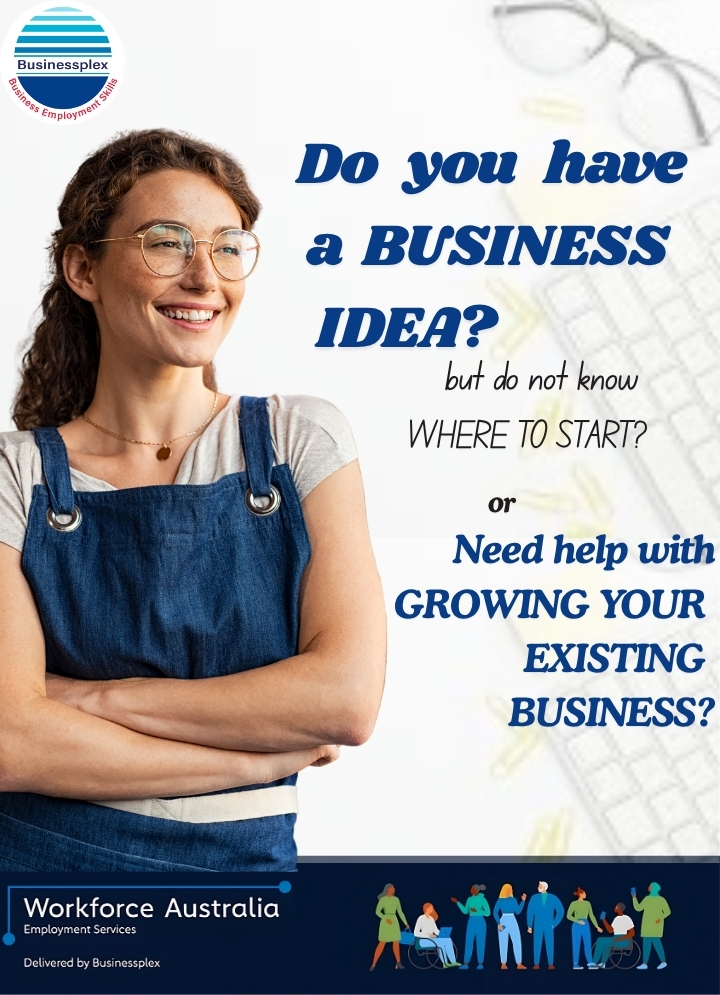 Businessplex
Business Employment Skills
Do you have
a BUSINESS
IDEA?
but do not know
WHERE TO START?
or
Need help with
GROWING YOUR
EXISTING
BUSINESS?
Workforce Australia
Employment Services
Delivered by Businessplex